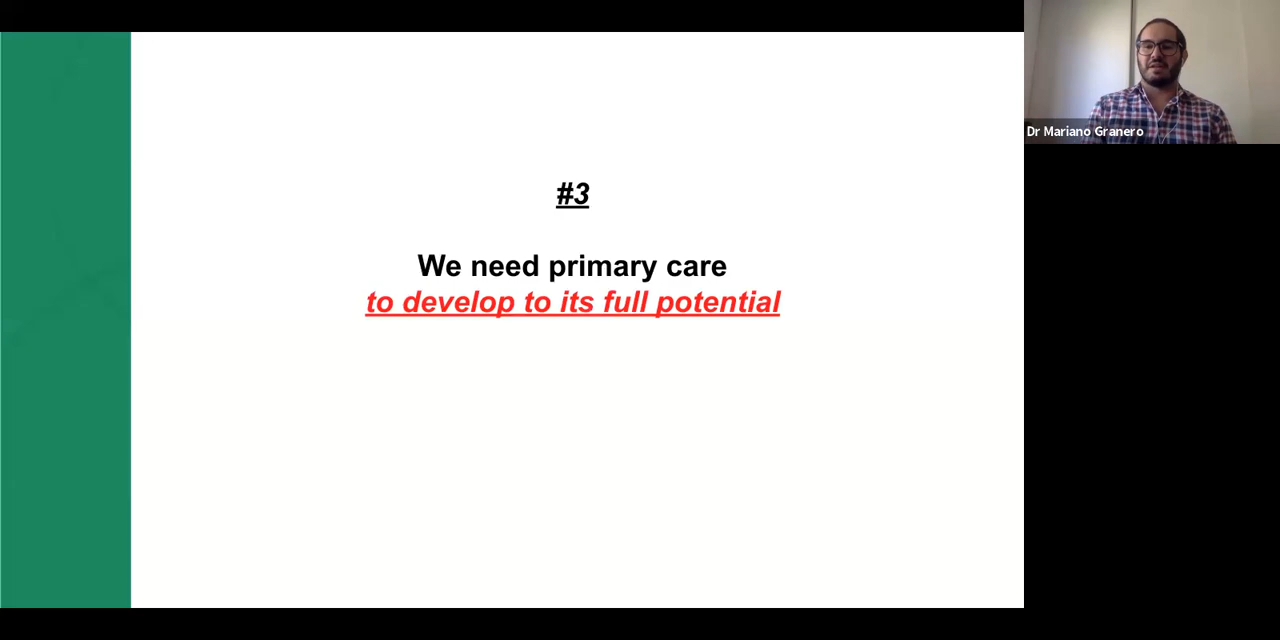 #3
We need primary care
to develop to its full potential
Dr Mariano Granero